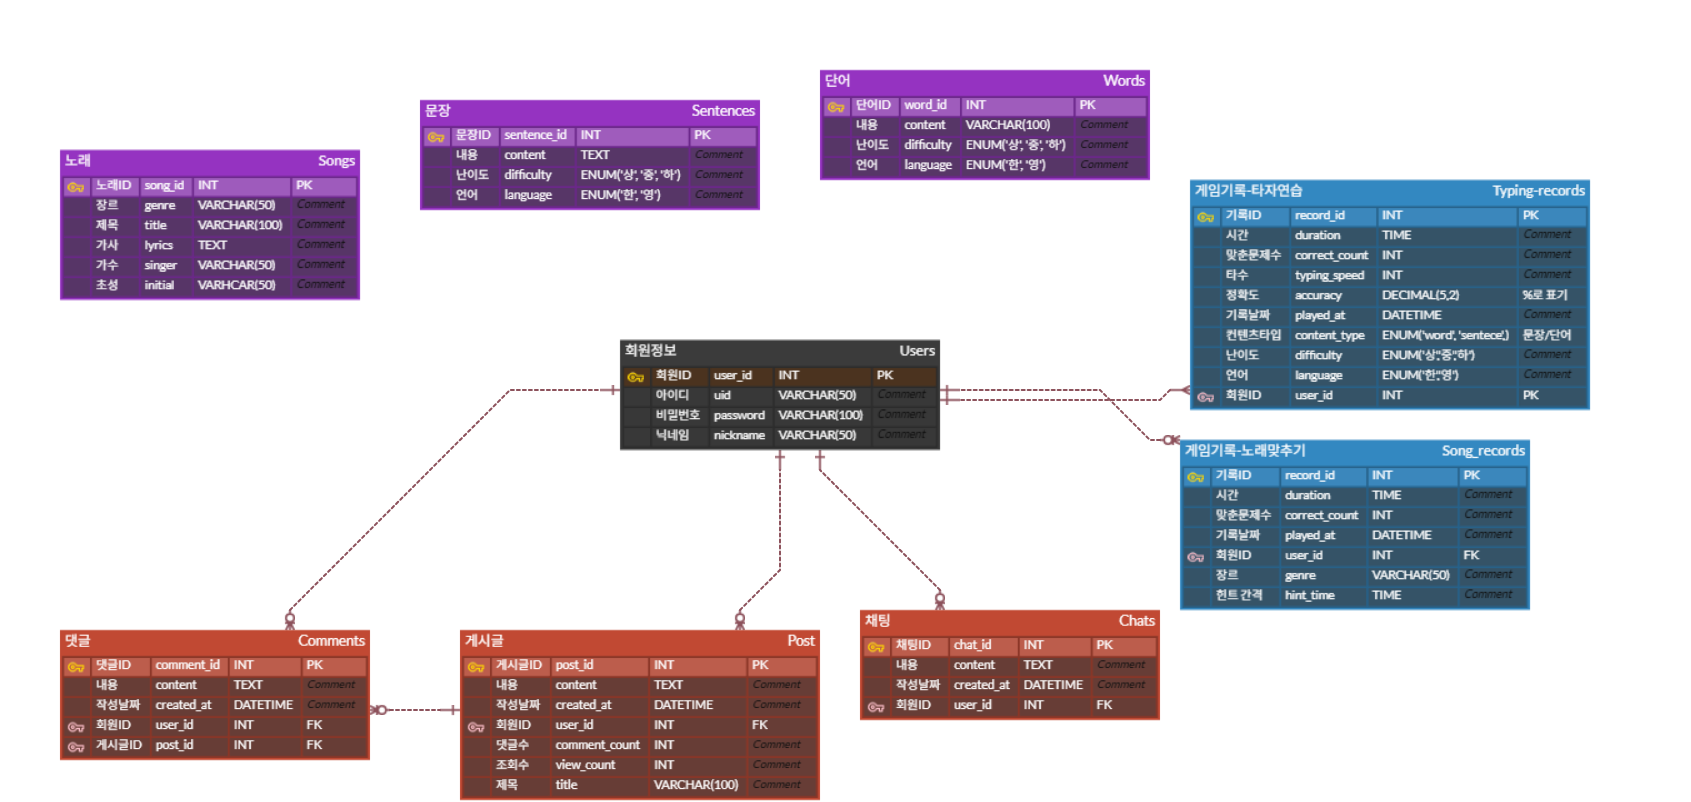 단어 Words
단어ID word_id INT PK
내용 content VARCHAR(100) Comment
난이도 difficulty ENUM('상', '중', '하') Comment
언어 language ENUM('한', '영') Comment
문장 Sentences
문장ID sentence_id INT PK
내용 content TEXT Comment
난이도 difficulty ENUM('상', '중', '하') Comment
언어 language ENUM('한', '영') Comment
노래 Songs
노래ID song_id INT PK
장르 genre VARCHAR(50) Comment
제목 title VARCHAR(100) Comment
가사 lyrics TEXT Comment
가수 singer VARCHAR(50) Comment
초성 initial VARHCAR(50) Comment
게임기록-타자연습 Typing-records
기록ID record_id INT PK
시간 duration TIME Comment
맞춘문제수 correct_count INT Comment
타수 typing_speed INT Comment
정확도 accuracy DECIMAL(5,2) %로 표기
기록날짜 played_at DATETIME Comment
컨텐츠타입 content_type ENUM('word', 'sentece',) 문장/단어
난이도 difficulty ENUM('상','중','하') Comment
언어 language ENUM('한','영') Comment
회원ID user_id INT PK
회원정보 Users
회원ID user_id INT PK
아이디 uid VARCHAR(50) Comment
비밀번호 password VARCHAR(100) Comment
닉네임 nickname VARCHAR(50) Comment
게임기록-노래맞추기 Song_records
기록ID record_id INT PK
시간 duration TIME Comment
맞춘문제수 correct_count INT Comment
기록날짜 played_at DATETIME Comment
회원ID user_id INT FK
장르 genre VARCHAR(50) Comment
힌트 간격 hint_time TIME Comment
댓글 Comments
댓글ID comment_id INT PK
내용 content TEXT Comment
작성날짜 created_at DATETIME Comment
회원ID user_id INT FK
게시글ID post_id INT FK
게시글 Post
게시글ID post_id INT PK
내용 content TEXT Comment
작성날짜 created_at DATETIME Comment
회원ID user_id INT FK
댓글수 comment_count INT Comment
조회수 view_count INT Comment
제목 title VARCHAR(100) Comment
채팅 Chats
채팅ID chat_id INT PK
내용 content TEXT Comment
작성날짜 created_at DATETIME Comment
회원ID user_id INT FK